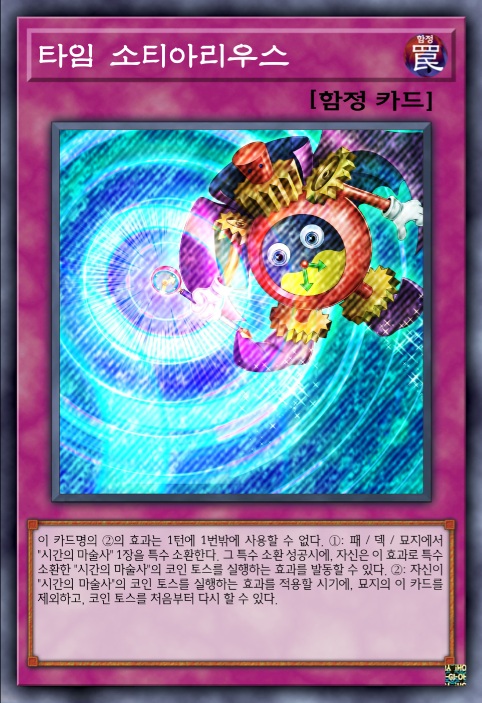 타임 소티아리우스
함정
罠
[함정 카드]
이 카드명의 ②의 효과는 1턴에 1번밖에 사용할 수 없다. ①: 패 / 덱 / 묘지에서
"시간의 마술사" 1장을 특수 소환한다. 그 특수 소환 성공시에, 자신은 이 효과로 특수
소환한 "시간의 마술사"의 코인 토스를 실행하는 효과를 발동할 수 있다. ②: 자신이
"시간의 마술사"의 코인 토스를 실행하는 효과를 적용할 시기에, 묘지의 이 카드를
제외하고, 코인 토스를 처음부터 다시 할 수 있다.